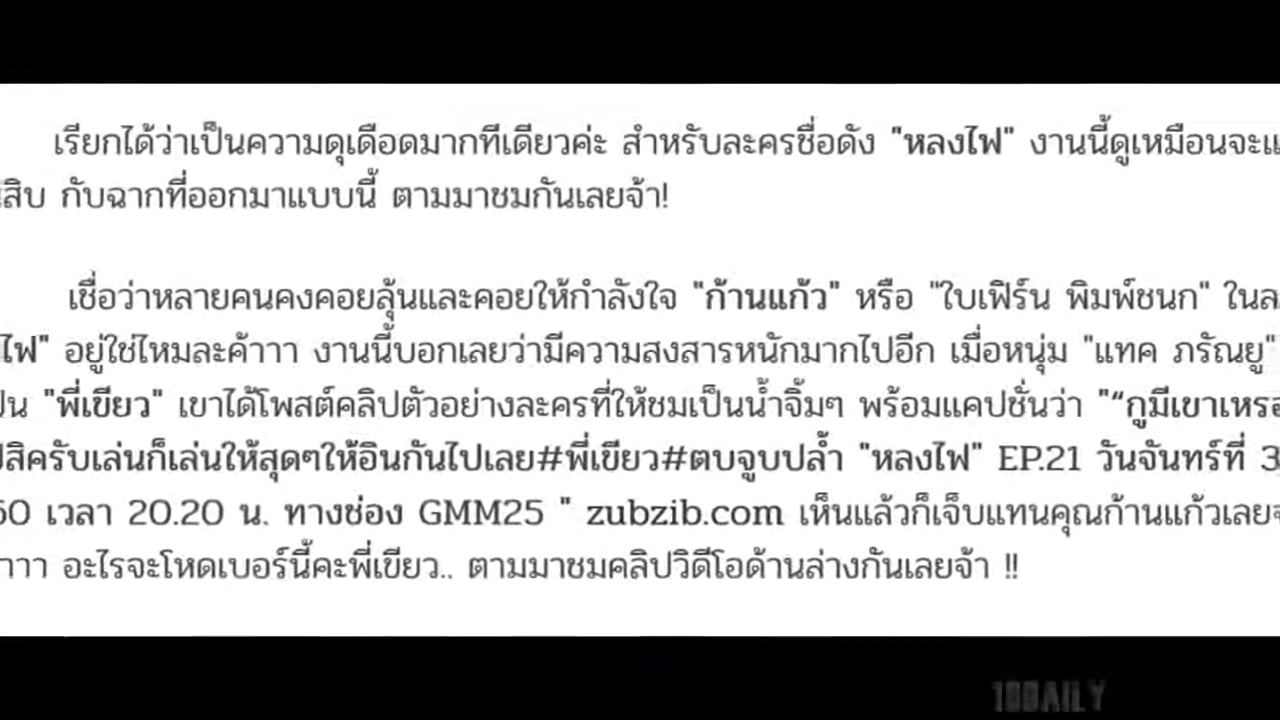 เรียกได้ว่าเป็นความดุเดือดมากทีเดียวค่ะ สำหรับละครชื่อดัง "หลงไฟ" งานนี้ดูเหมือนจะ
กับฉากที่ออกมาแบบนี้ ตามมาชมกันเลยจ้า!
เชื่อว่าหลายคนคงคอยลุ้นและคอยให้กำลังใจ "ก้านแก้ว" หรือ "ใบเฟิร์น พิมพ์ชนก" ใน
ไฟ" อยู่ใช่ไหมละค้าาา งานนี้บอกเลยว่ามีความสงสารหนักมากไปอีก เมื่อหนุ่ม "แทค ภรัณยู"
"พี่เขียว" เขาได้โพสต์คลิปตัวอย่างละครที่ให้ชมเป็นน้ำจิ้มๆ พร้อมแคปชั่นว่า "“กูมีเขาเหรอ
สิครับเล่นก็เล่นให้สุดๆให้อินกันไปเลย#พี่เขียว#ตบจูบปล้ำ "หลงไฟ" EP.21 วันจันทร์ที่
60 เวลา 20.20 น. ทางช่อง GMM25 " zubzib.com เห็นแล้วก็เจ็บแทนคุณก้านแก้วเลย
าาา อะไรจะโหดเบอร์นี้คะพี่เขียว.. ตามมาชมคลิปวิดีโอด้านล่างกันเลยจ้า !!
100AILY